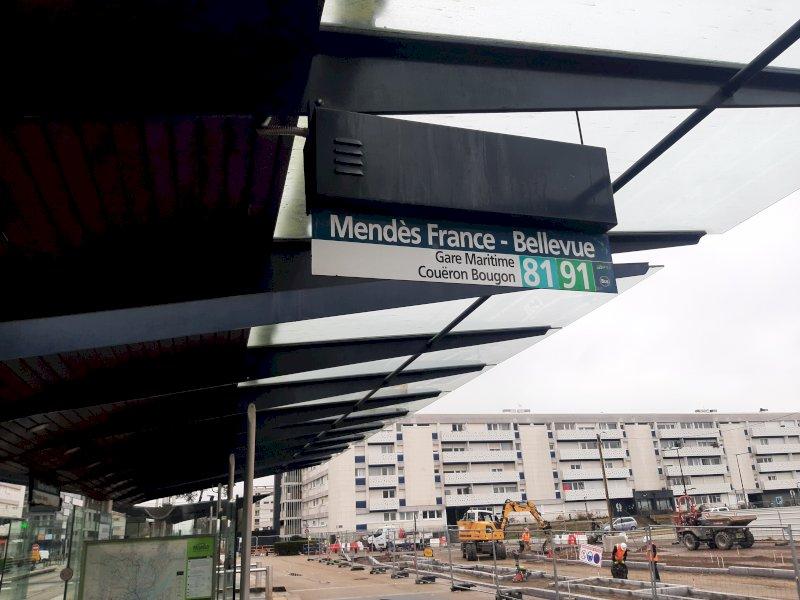 Mendès France - Bellevue
Gare Maritime 81
Couëron Bougon 91